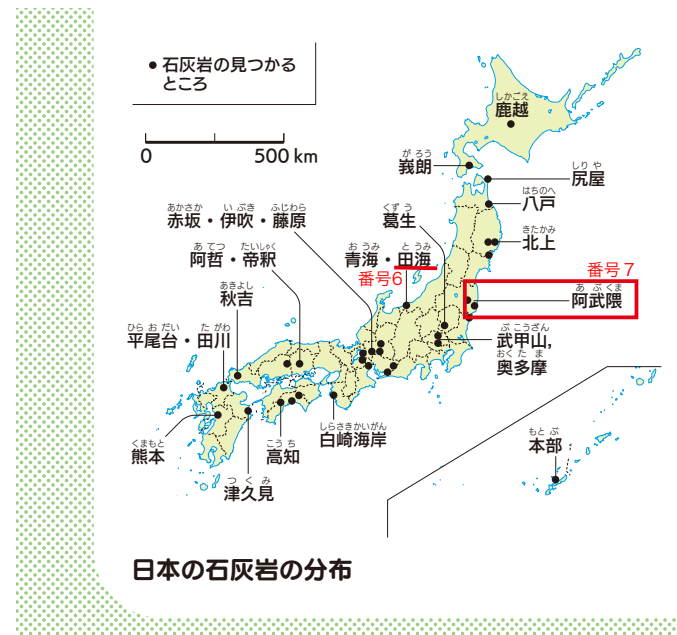 石灰岩の見つかる
ところ
0 500 km
しかごえ
鹿越
がろう
峩朗
しりや
尻屋
はちのへ
八戸
きたかみ
北上
あかさか いぶき ふじわら
赤坂・伊吹・藤原
くずう
葛生
あてつ たいしゃく
阿哲・帝釈
おうみ とうみ
青海・田海
番号6
番号7
あぶくま
阿武隈
あきよし
秋吉
ひらおだい たがわ
平尾台・田川
ぶこうざん
武甲山,
おくたま
奥多摩
しらさきかいがん
白崎海岸
くまもと
熊本
こうち
高知
つくみ
津久見
もとぶ
本部
日本の石灰岩の分布